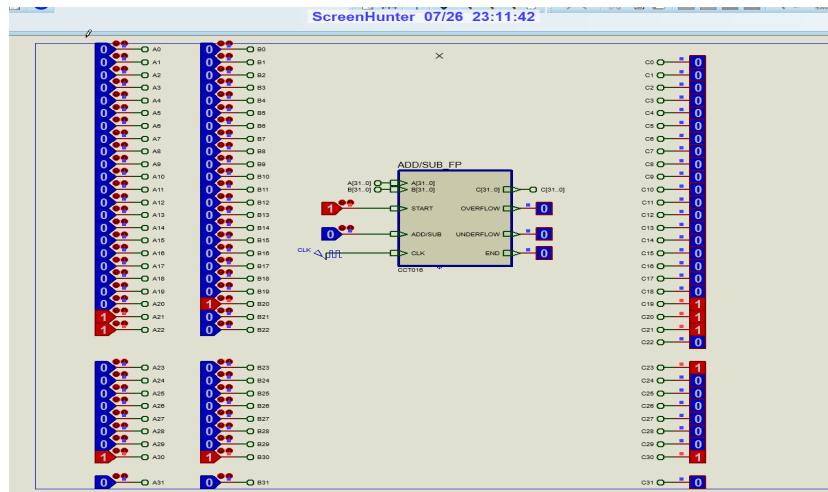 ScreenHunter 07/26 23:11:42
0 A0 0 B0
0 A1 0 B1
0 A2 0 B2
0 A3 0 B3
0 A4 0 B4
0 A5 0 B5
0 A6 0 B6
0 A7 0 B7
0 A8 0 B8
0 A9 0 B9
0 A10 0 B10
0 A11 0 B11
0 A12 0 B12
0 A13 0 B13
0 A14 0 B14
0 A15 0 B15
0 A16 0 B16
0 A17 0 B17
0 A18 0 B18
0 A19 0 B19
0 A20 1 B20
1 A21 0 B21
1 A22 0 B22
0 A23 0 B23
0 A24 0 B24
0 A25 0 B25
0 A26 0 B26
0 A27 0 B27
0 A28 0 B28
0 A29 0 B29
1 A30 1 B30
0 A31 0 B31
ADD/SUB_FP
A[31..0] A[31..0]
B[31..0] B[31..0] C[31..0] C[31..0]
1 START OVERFLOW 0
0 ADD/SUB UNDERFLOW 0
CLK CLK END 0
CCT016
C0 0
C1 0
C2 0
C3 0
C4 0
C5 0
C6 0
C7 0
C8 0
C9 0
C10 0
C11 0
C12 0
C13 0
C14 0
C15 0
C16 0
C17 0
C18 0
C19 1
C20 1
C21 1
C22 0
C23 1
C24 0
C25 0
C26 0
C27 0
C28 0
C29 0
C30 1
C31 0